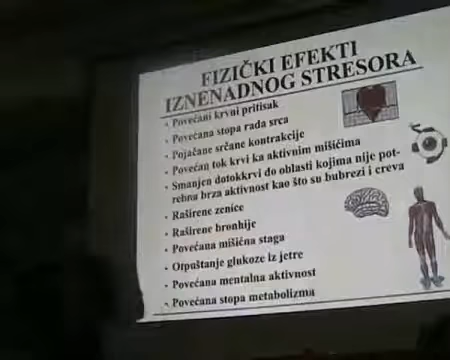 FIZIČKI EFEKTI
IZNENADNOG STRESORA
• Povećani krvni pritisak
• Povećana stopa rada srca
• Pojačane srčane kontrakcije
• Povećan tok krvi ka aktivnim mišićima
• Smanjen dotokkrvi do oblasti kojima nije pot-
rebna brza aktivnost kao što su bubrezi i creva
• Raširene zenice
• Raširene bronhije
• Povećana mišićna staga
• Otpuštanje glukoze iz jetre
• Povećana mentalna aktivnost
• Povećana stopa metabolizma